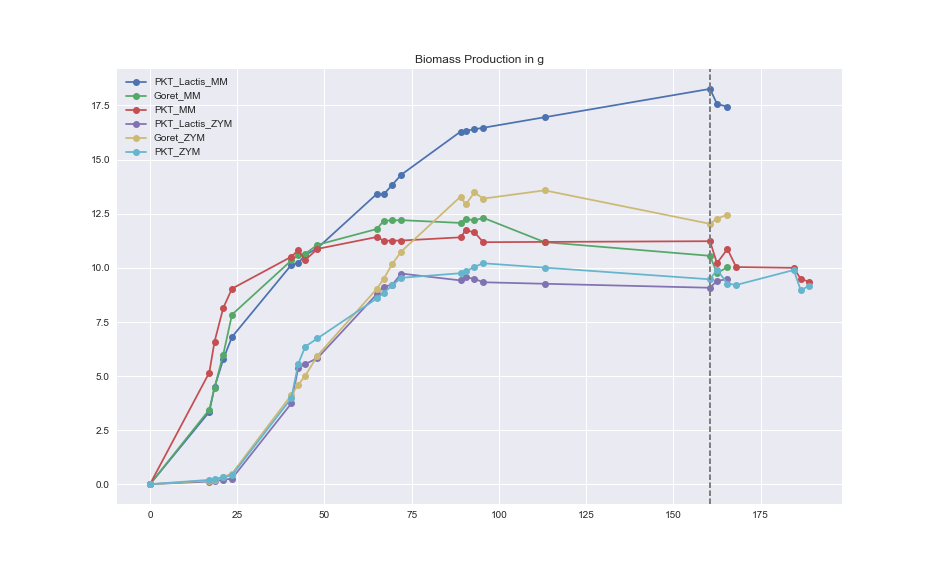 Biomass Production in g
PKT_Lactis_MM
Goret_MM
PKT_MM
PKT_Lactis_ZYM
Goret_ZYM
PKT_ZYM
17.5
15.0
12.5
10.0
7.5
5.0
2.5
0.0
0 25 50 75 100 125 150 175